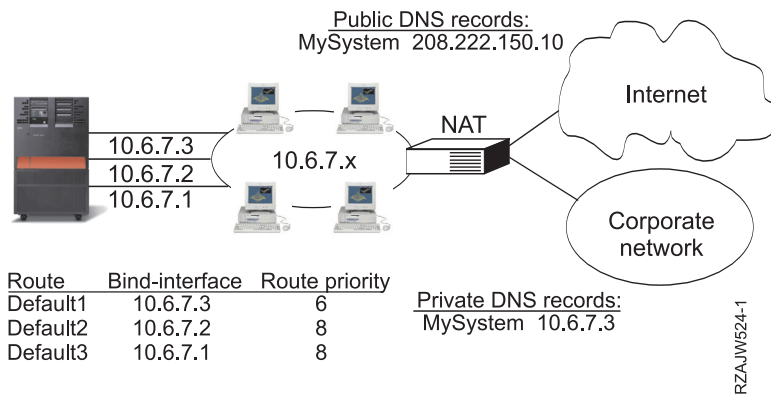 Public DNS records:
MySystem 208.222.150.10
Internet
NAT
10.6.7.3
10.6.7.2
10.6.7.1
10.6.7.x
Corporate
network
Route Bind-interface Route priority
Default1 10.6.7.3 6
Default2 10.6.7.2 8
Default3 10.6.7.1 8
Private DNS records:
MySystem 10.6.7.3
RZAJW524-1